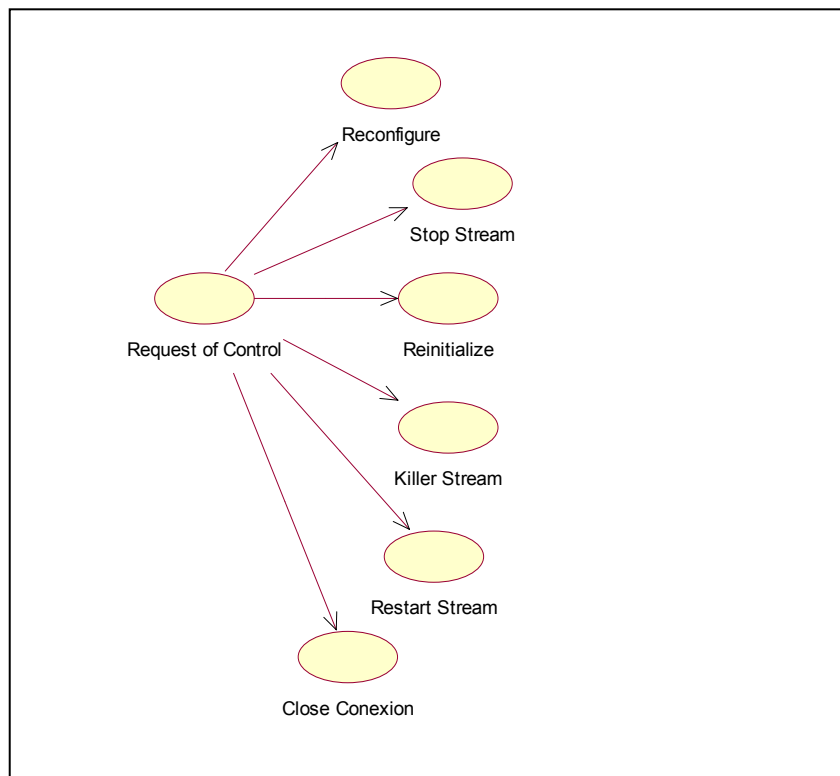 Reconfigure
Stop Stream
Request of Control
Reinitialize
Killer Stream
Restart Stream
Close Conexion